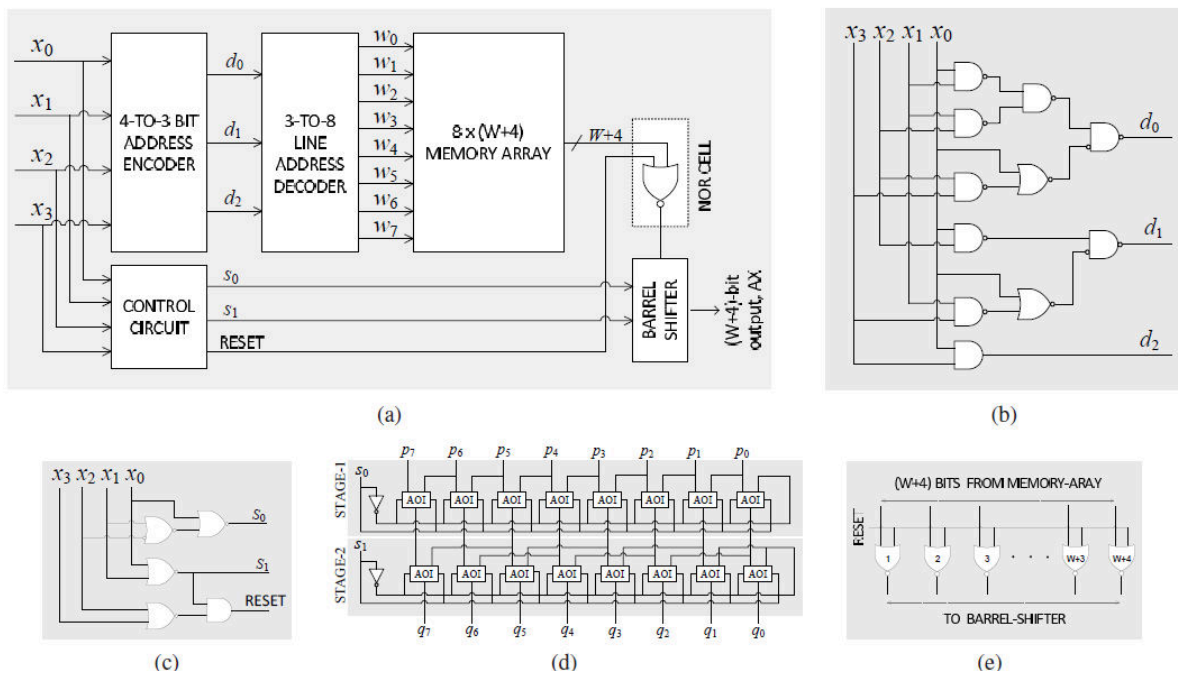 x0
x1
x2
x3
4-TO-3 BIT
ADDRESS
ENCODER
d0
d1
d2
3-TO-8
LINE
ADDRESS
DECODER
w0
w1
w2
w3
w4
w5
w6
w7
8 x (W+4)
MEMORY ARRAY
W+4
NOR CELL
CONTROL
CIRCUIT
s0
s1
RESET
BARREL
SHIFTER
(W+4)-bit
output, AX
(a)
x3 x2 x1 x0
d0
d1
d2
(b)
x3 x2 x1 x0
s0
s1
RESET
(c)
p7 p6 p5 p4 p3 p2 p1 p0
STAGE-1
s0
AOI AOI AOI AOI AOI AOI AOI AOI
STAGE-2
s1
AOI AOI AOI AOI AOI AOI AOI AOI
q7 q6 q5 q4 q3 q2 q1 q0
(d)
(W+4) BITS FROM MEMORY-ARAY
RESET
1 2 3 . . . . W+3 W+4
TO BARREL-SHIFTER
(e)